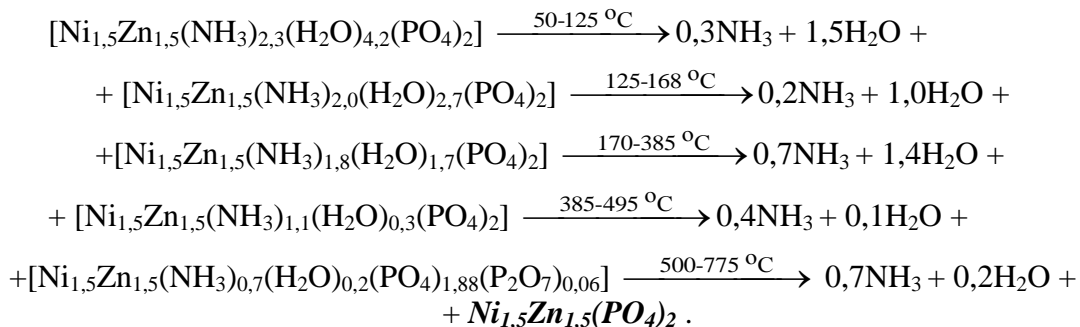 [Ni₁,₅Zn₁,₅(NH₃)₂,₃(H₂O)₄,₂(PO₄)₂] 50-125 °C → 0,3NH₃ + 1,5H₂O +
+ [Ni₁,₅Zn₁,₅(NH₃)₂,₀(H₂O)₂,₇(PO₄)₂] 125-168 °C → 0,2NH₃ + 1,0H₂O +
+[Ni₁,₅Zn₁,₅(NH₃)₁,₈(H₂O)₁,₇(PO₄)₂] 170-385 °C → 0,7NH₃ + 1,4H₂O +
+ [Ni₁,₅Zn₁,₅(NH₃)₁,₁(H₂O)₀,₃(PO₄)₂] 385-495 °C → 0,4NH₃ + 0,1H₂O +
+[Ni₁,₅Zn₁,₅(NH₃)₀,₇(H₂O)₀,₂(PO₄)₁,₈₈(P₂O₇)₀,₀₆] 500-775 °C → 0,7NH₃ + 0,2H₂O +
+ Ni₁,₅Zn₁,₅(PO₄)₂ .